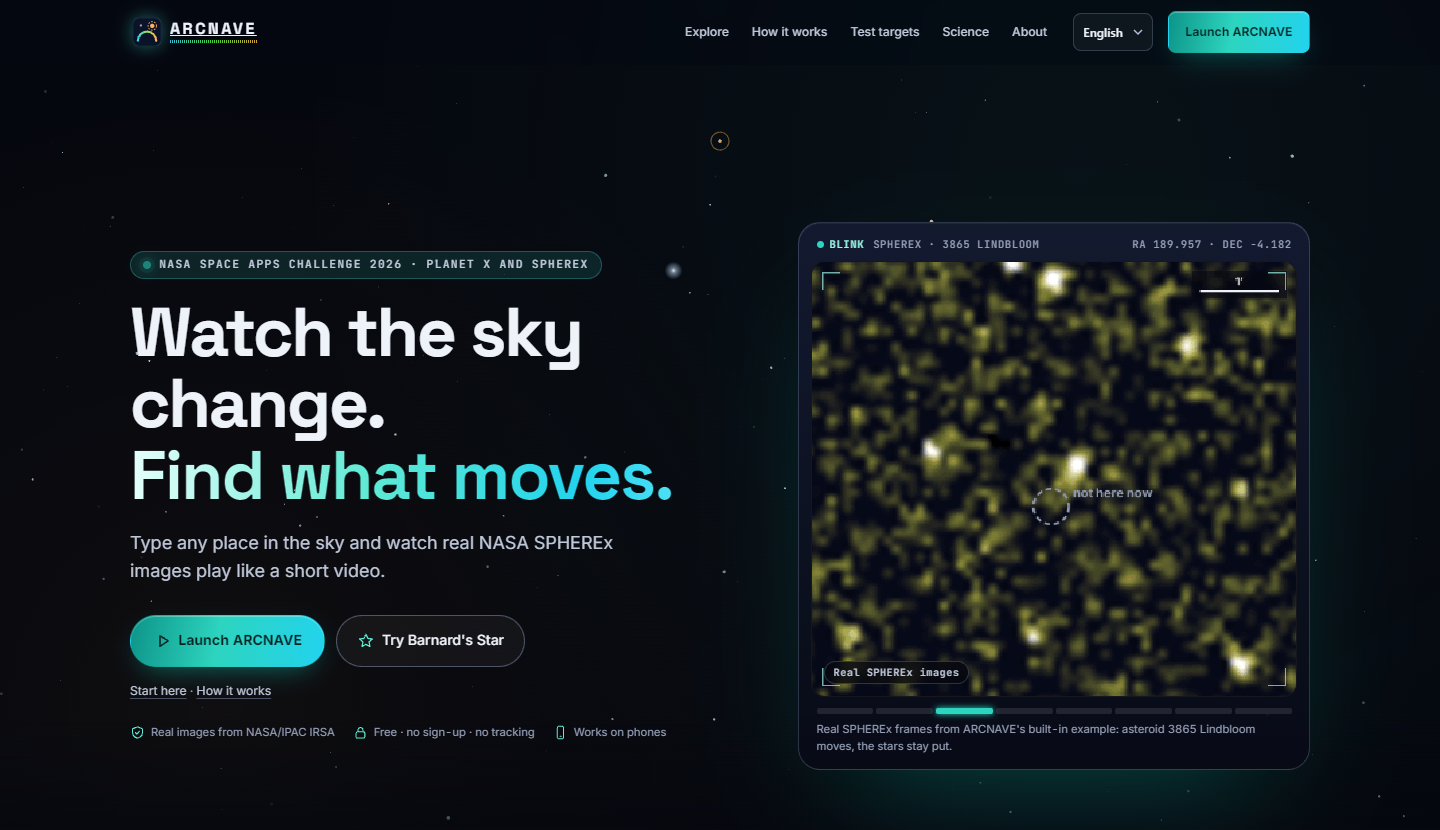 ARCNAVE
Explore
How it works
Test targets
Science
About
English
Launch ARCNAVE
NASA SPACE APPS CHALLENGE 2026 · PLANET X AND SPHEREX
Watch the sky
change.
Find what moves.
Type any place in the sky and watch real NASA SPHEREx
images play like a short video.
Launch ARCNAVE
Try Barnard's Star
Start here · How it works
Real images from NASA/IPAC IRSA
Free · no sign-up · no tracking
Works on phones
BLINK SPHEREX · 3865 LINDBLOOM
RA 189.957 · DEC -4.182
not here now
Real SPHEREx images
Real SPHEREx frames from ARCNAVE's built-in example: asteroid 3865 Lindbloom
moves, the stars stay put.